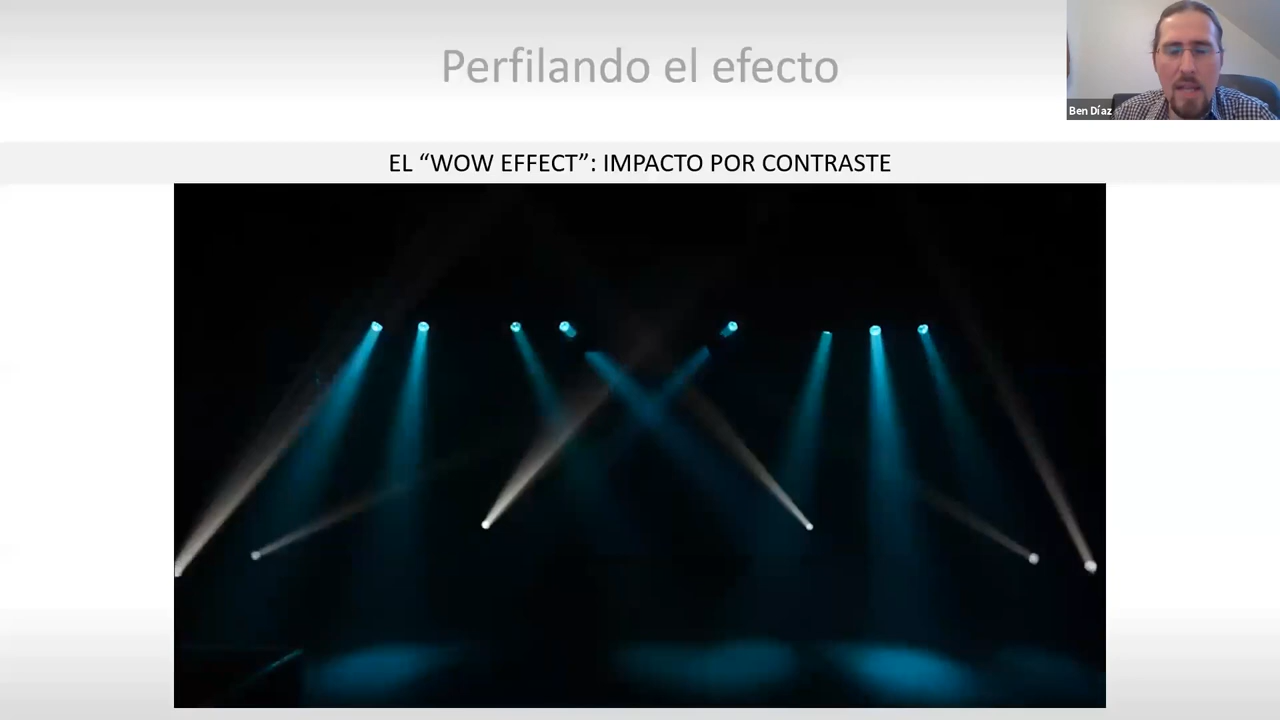 Perfilando el efecto
Ben Díaz
EL “WOW EFFECT”: IMPACTO POR CONTRASTE